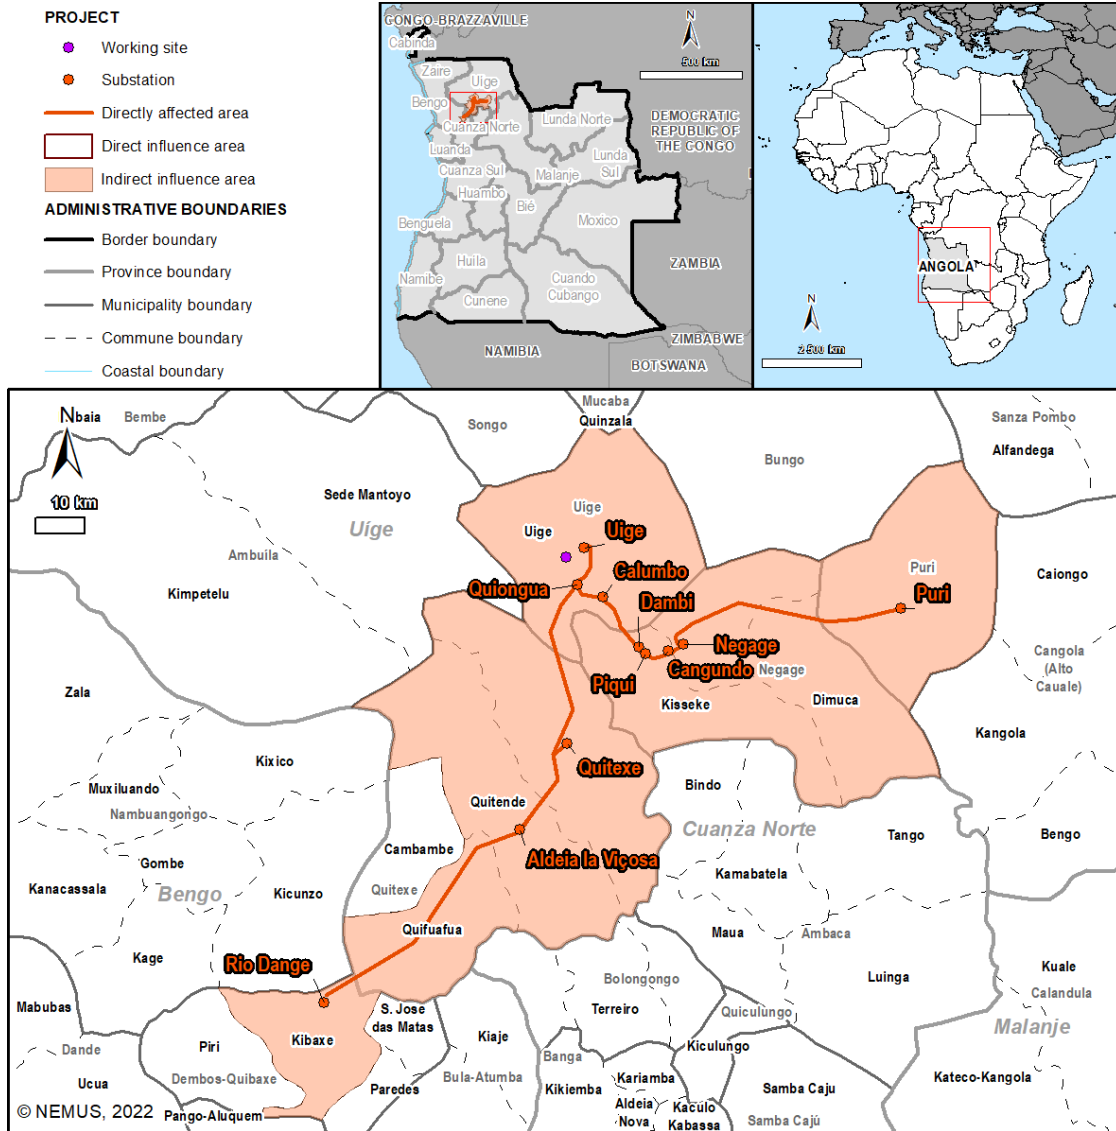 PROJECT
Working site
Substation
Directly affected area
Direct influence area
Indirect influence area
ADMINISTRATIVE BOUNDARIES
Border boundary
Province boundary
Municipality boundary
Commune boundary
Coastal boundary
CONGO-BRAZZAVILLE
Cabinda
N
500 km
Zaire
Uige
Bengo
Cuanza Norte
Lunda Norte
DEMOCRATIC
REPUBLIC OF
THE CONGO
Luanda
Cuanza Sul
Malanje
Lunda
Sul
Huambo
Bié
Moxico
Benguela
Huila
ZAMBIA
Namibe
Cuando
Cubango
Cunene
NAMIBIA
ZIMBABWE
BOTSWANA
ANGOLA
N
2 500 km
N
baia
Bembe
10 km
Songo
Mucaba
Quinzala
Bungo
Sanza Pombo
Alfandega
Sede Mantoyo
Uíge
Uige
Uige
Uige
Ambuila
Kimpetelu
Quiongua
Calumbo
Dambi
Puri
Puri
Caiongo
Negage
Cangundo
Negage
Piqui
Kisseke
Dimuca
Cangola
(Alto
Cauale)
Kangola
Zala
Kixico
Muxiluando
Nambuangongo
Quitexe
Bindo
Quitende
Cuanza Norte
Tango
Bengo
Gombe
Cambambe
Aldeia la Viçosa
Kamabatela
Kanacassala
Bengo
Kicunzo
Quitexe
Quifuafua
Maua
Ambaca
Kage
Rio Dange
Bolongongo
Luinga
Kuale
Calandula
Mabubas
S. Jose
das Matas
Terreiro
Quiculungo
Malanje
Kibaxe
Piri
Kiaje
Kiculungo
Dande
Banga
Dembos-Quibaxe
Bula-Atumba
Kariamba
Ucua
Paredes
Kikiemba
Samba Caju
Kateco-Kangola
Aldeia
Nova
Kaculo
Kabassa
Samba Cajú
© NEMUS, 2022
Pango-Aluquem